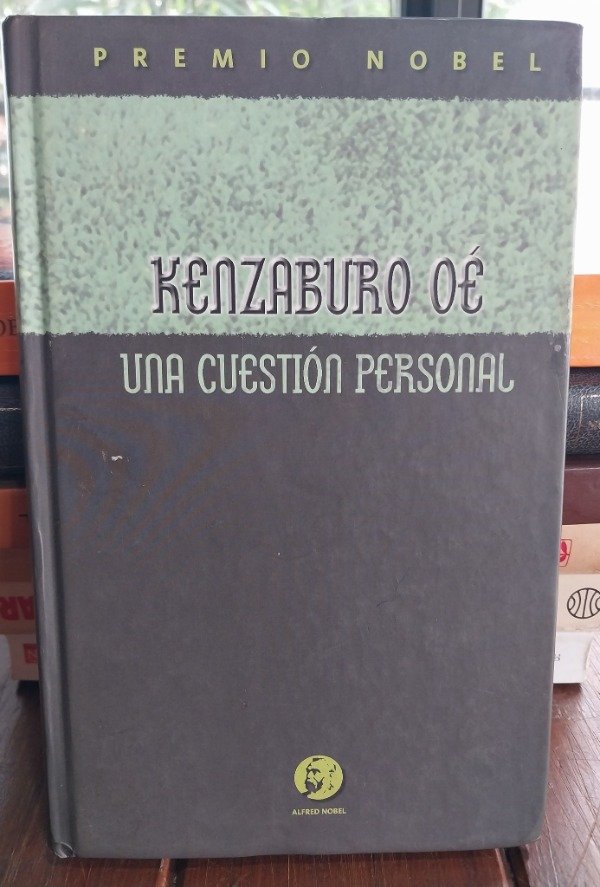 PREMIO NOBEL
KENZABURO OÉ
UNA CUESTIÓN PERSONAL
ALFRED NOBEL